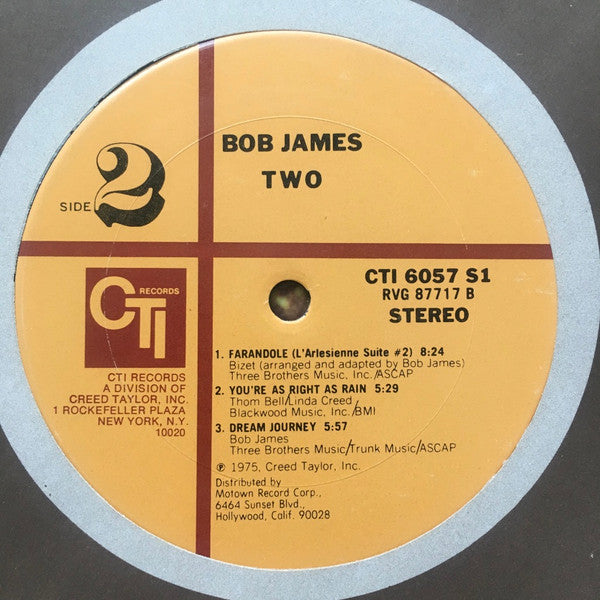 BOB JAMES
TWO
SIDE 2
CTI 6057 S1
RVG 87717 B
STEREO
CTI RECORDS
CTI RECORDS
A DIVISION OF
CREED TAYLOR, INC.
1 ROCKEFELLER PLAZA
NEW YORK, N.Y.
10020
1. FARANDOLE (L'Arlesienne Suite #2) 8:24
Bizet (arranged and adapted by Bob James)
Three Brothers Music, Inc./ASCAP
2. YOU'RE AS RIGHT AS RAIN 5:29
Thom Bell/Linda Creed
Blackwood Music, Inc./BMI
3. DREAM JOURNEY 5:57
Bob James
Three Brothers Music/Trunk Music/ASCAP
℗ 1975, Creed Taylor, Inc.
Distributed by
Motown Record Corp.,
6464 Sunset Blvd.,
Hollywood, Calif. 90028